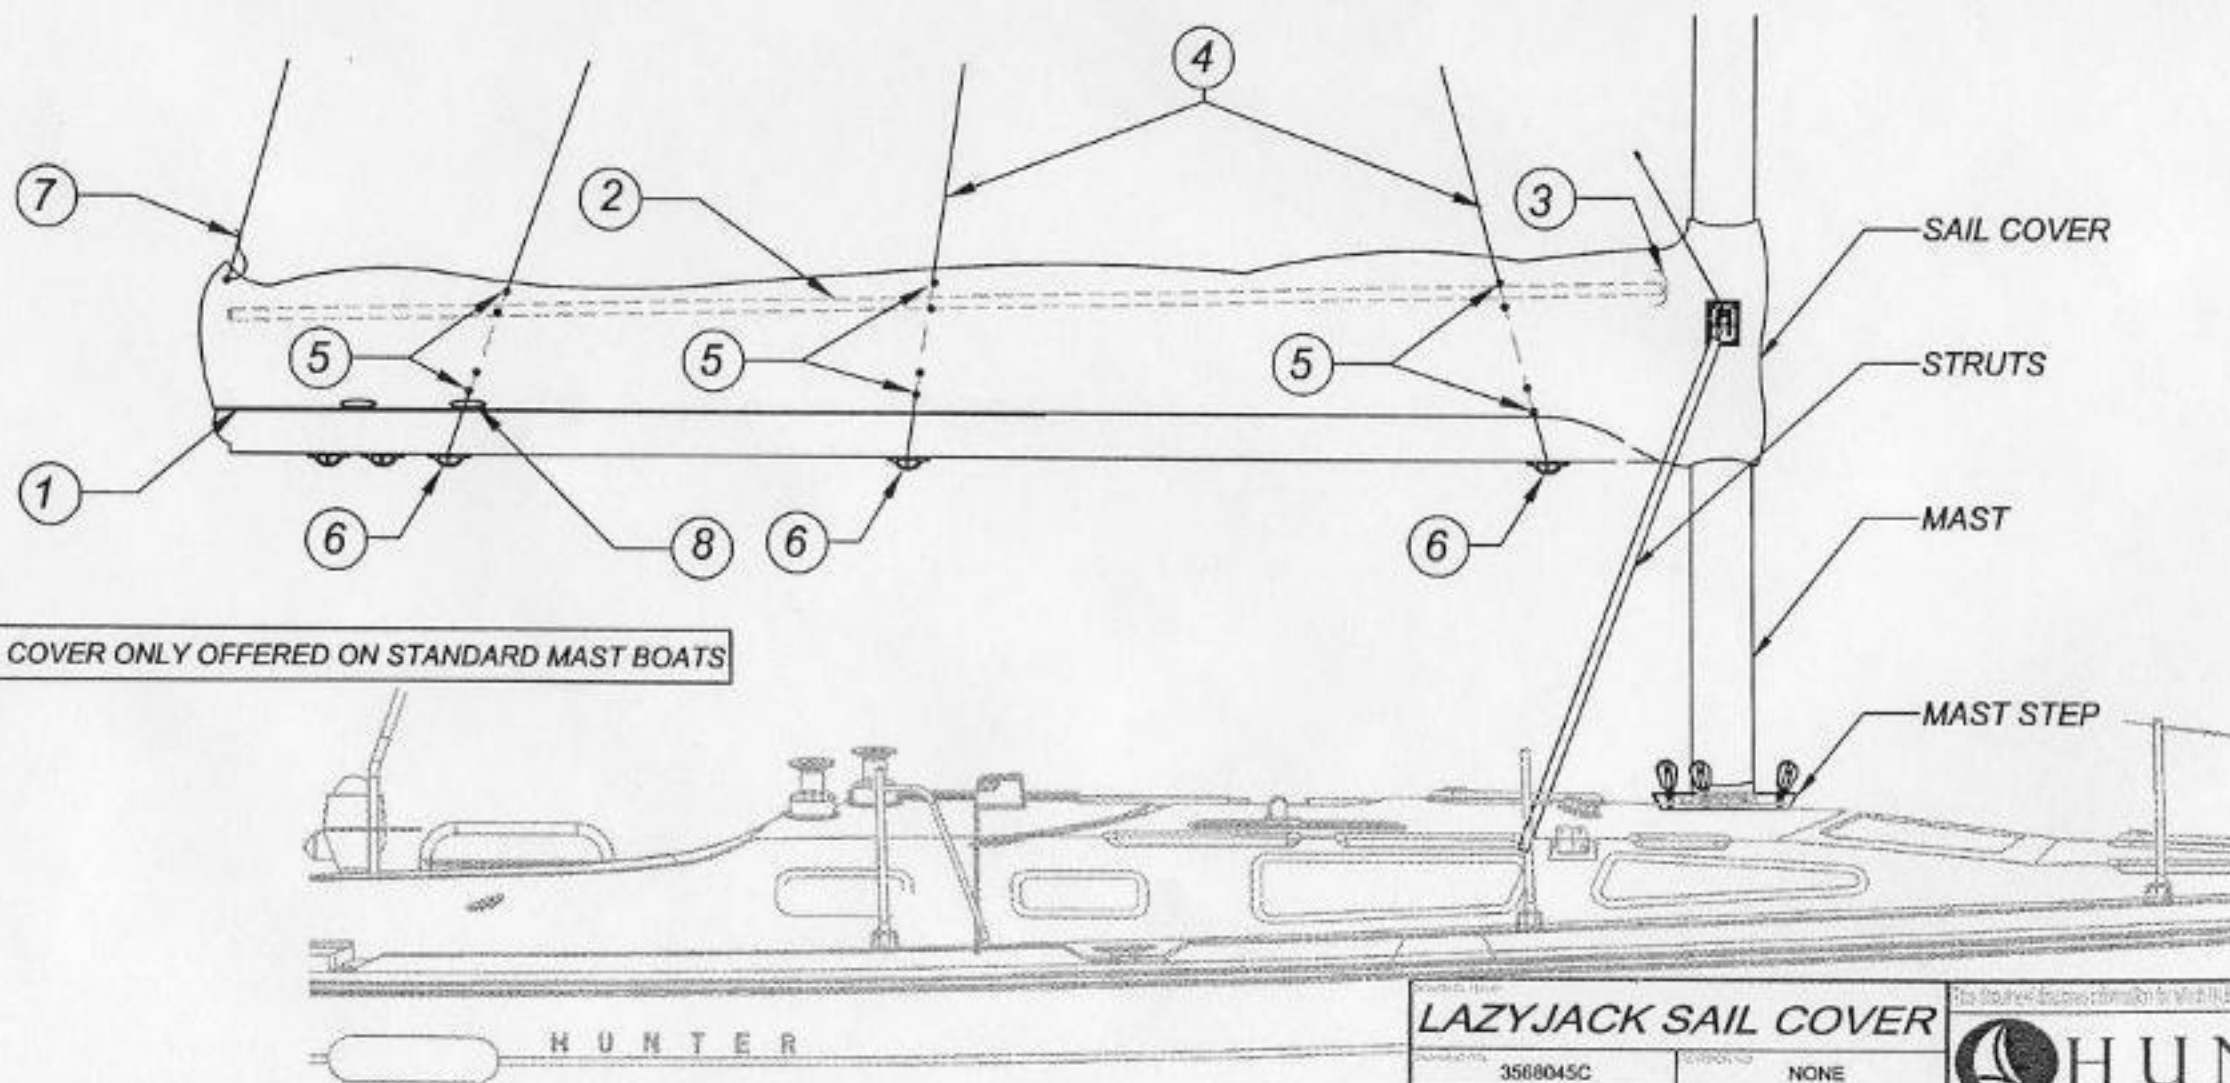 4
7
2
3
SAIL COVER
5
5
5
STRUTS
1
6
8
6
6
MAST
COVER ONLY OFFERED ON STANDARD MAST BOATS
MAST STEP
HUNTER
LAZYJACK SAIL COVER
3568045C
NONE
HUN